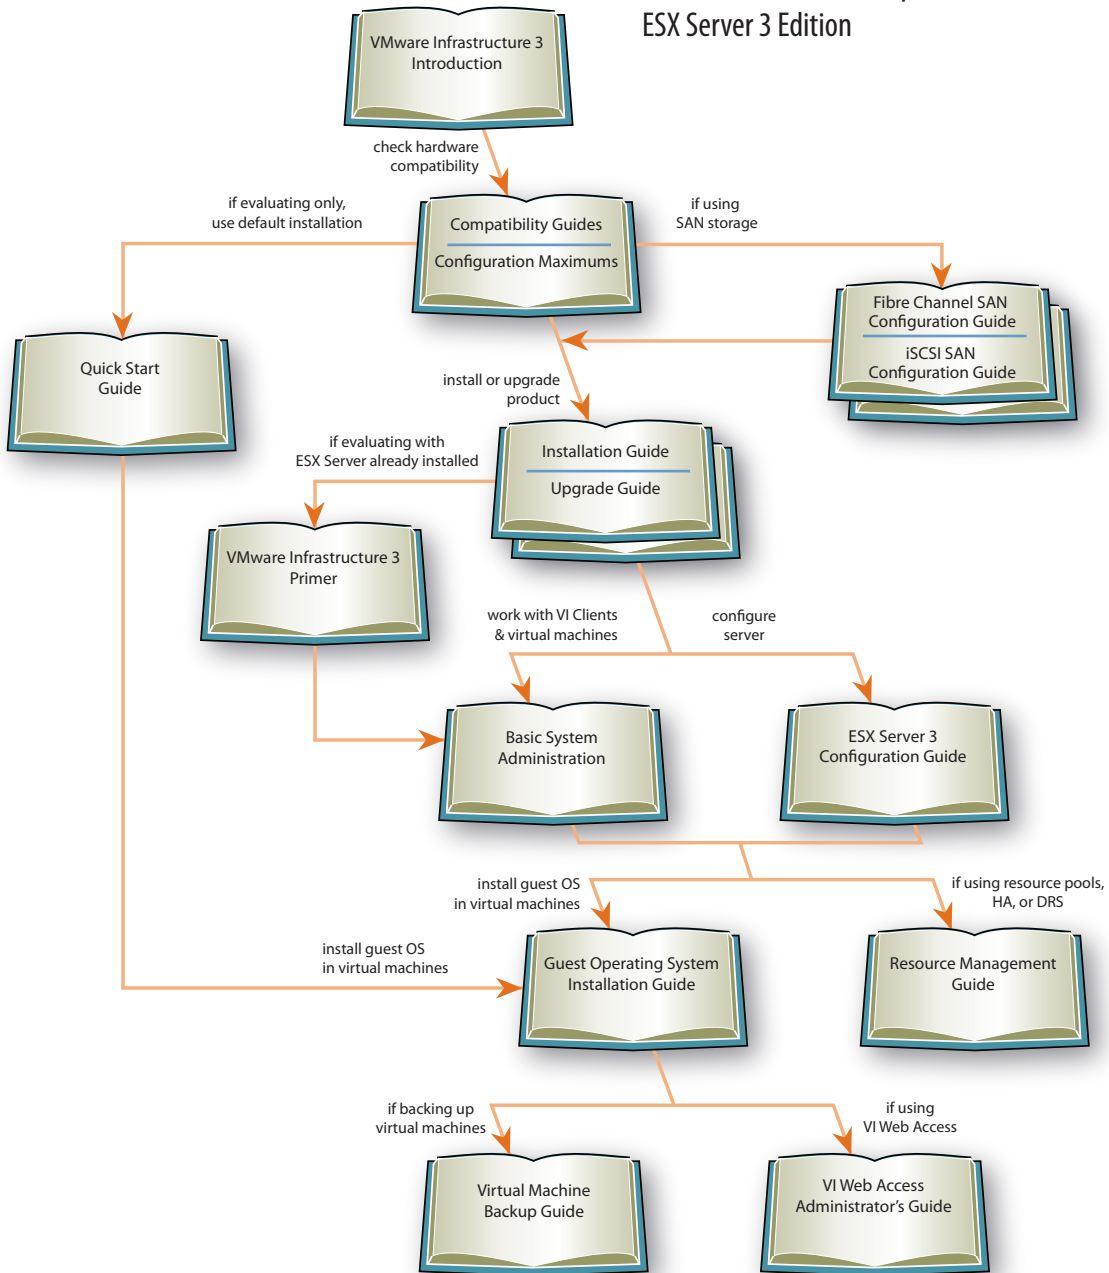 ESX Server 3 Edition
VMware Infrastructure 3
Introduction
check hardware
compatibility
if evaluating only,
use default installation
Compatibility Guides
Configuration Maximums
if using
SAN storage
Fibre Channel SAN
Configuration Guide
iSCSI SAN
Configuration Guide
Quick Start
Guide
install or upgrade
product
if evaluating with
ESX Server already installed
Installation Guide
Upgrade Guide
VMware Infrastructure 3
Primer
work with VI Clients
& virtual machines
configure
server
Basic System
Administration
ESX Server 3
Configuration Guide
install guest OS
in virtual machines
if using resource pools,
HA, or DRS
install guest OS
in virtual machines
Guest Operating System
Installation Guide
Resource Management
Guide
if backing up
virtual machines
if using
VI Web Access
Virtual Machine
Backup Guide
VI Web Access
Administrator's Guide